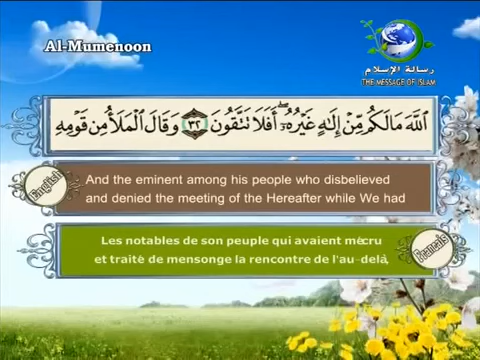 Al-Mumenoon
رسالة الإسلام
THE MESSAGE OF ISLAM
ٱللَّهَ مَا لَكُم مِّنْ إِلَٰهٍ غَيْرُهُۥٓ ۖ أَفَلَا تَتَّقُونَ ٣٢ وَقَالَ ٱلْمَلَأُ مِن قَوْمِهِ
English
And the eminent among his people who disbelieved
and denied the meeting of the Hereafter while We had
Les notables de son peuple qui avaient mécru
et traité de mensonge la rencontre de l'au-delà,
Francais